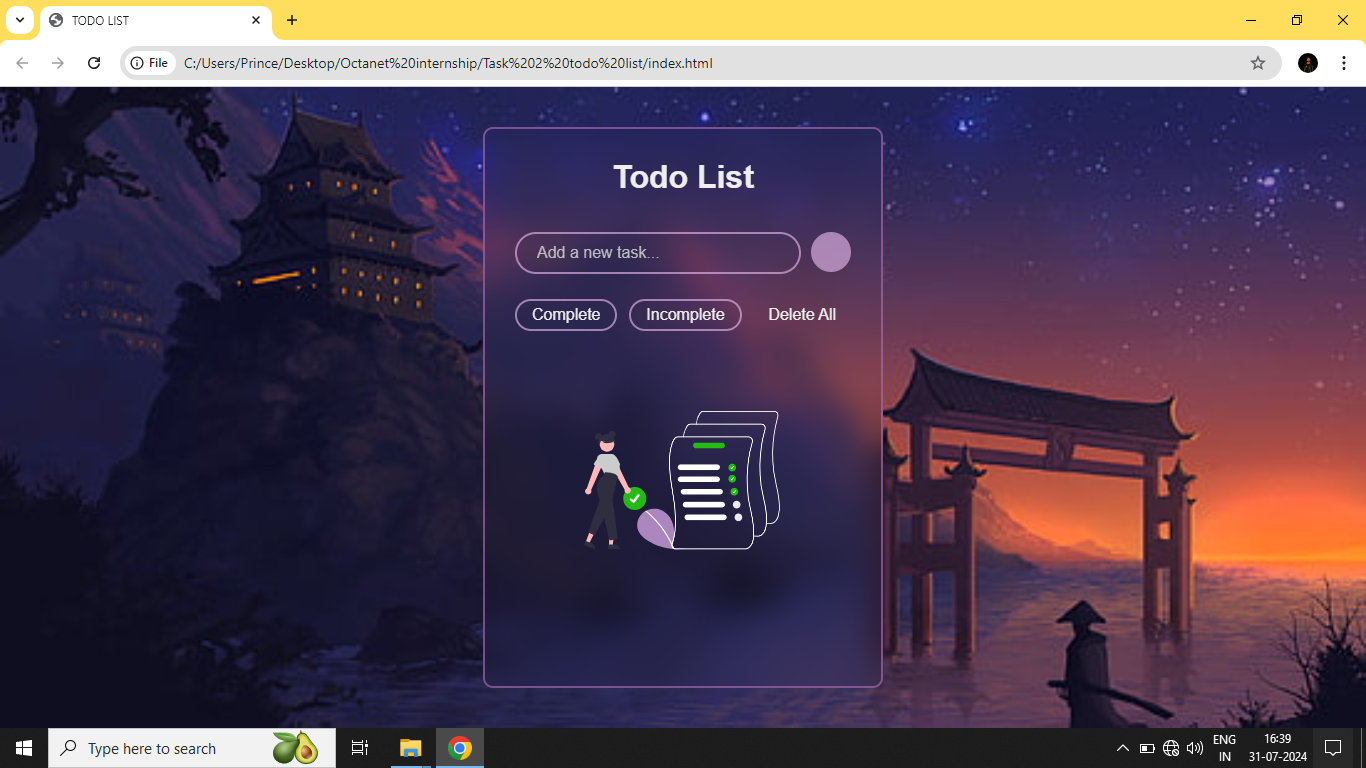 TODO LIST
File
C:/Users/Prince/Desktop/Octanet%20internship/Task%202%20todo%20list/index.html
Todo List
Add a new task...
Complete Incomplete Delete All
Type here to search
ENG
IN
16:39
31-07-2024